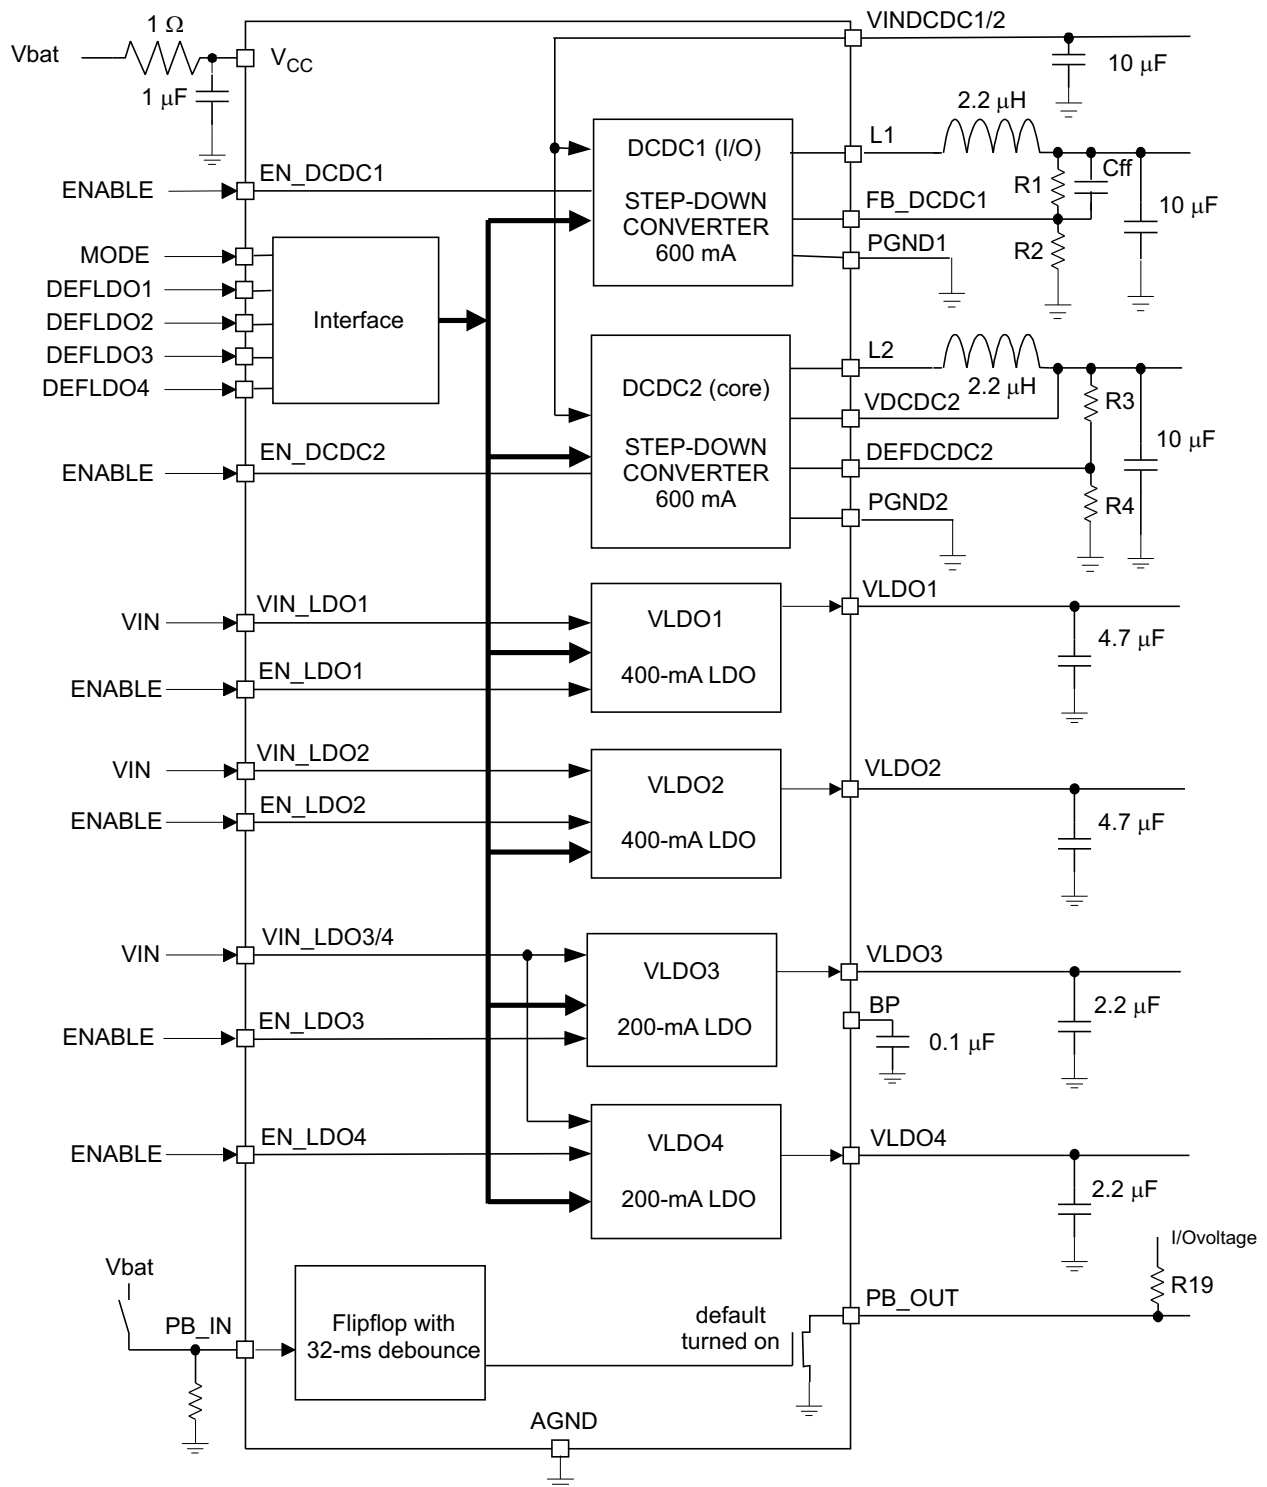 VINDCDC1/2
1 Ω
Vbat
VCC
1 μF
10 μF
2.2 μH
L1
DCDC1 (I/O)
STEP-DOWN
CONVERTER
600 mA
ENABLE
EN_DCDC1
R1
Cff
FB_DCDC1
10 μF
PGND1
R2
MODE
DEFLDO1
DEFLDO2
DEFLDO3
DEFLDO4
Interface
L2
2.2 μH
DCDC2 (core)
STEP-DOWN
CONVERTER
600 mA
VDCDC2
R3
10 μF
DEFDCDC2
ENABLE
EN_DCDC2
PGND2
R4
VIN
VIN_LDO1
VLDO1
400-mA LDO
VLDO1
4.7 μF
ENABLE
EN_LDO1
VIN
VIN_LDO2
VLDO2
400-mA LDO
VLDO2
4.7 μF
ENABLE
EN_LDO2
VIN
VIN_LDO3/4
VLDO3
200-mA LDO
VLDO3
2.2 μF
BP
0.1 μF
ENABLE
EN_LDO3
ENABLE
EN_LDO4
VLDO4
200-mA LDO
VLDO4
2.2 μF
I/Ovoltage
R19
Vbat
PB_IN
Flipflop with
32-ms debounce
default
turned on
PB_OUT
AGND